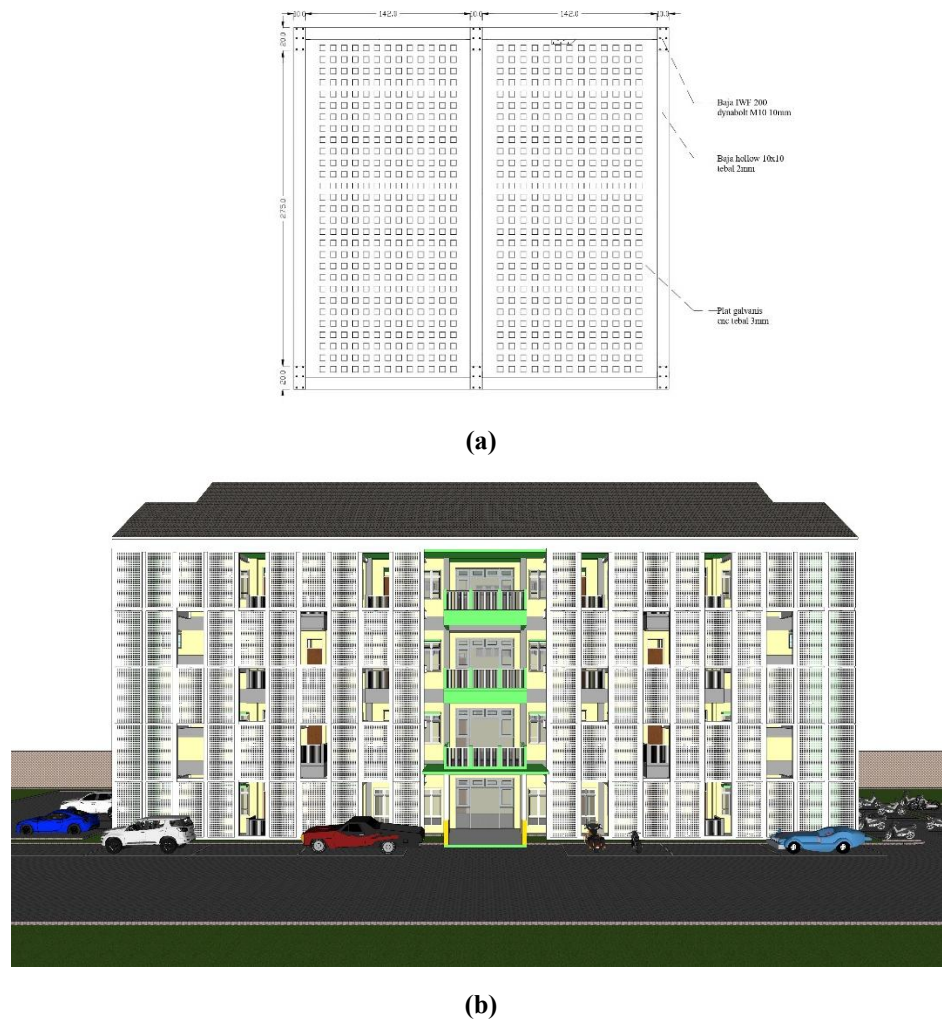 10.0 142.0 10.0 142.0 10.0
20.0
Baja IWF 200
dynabolt M10 10mm
Baja hollow 10x10
tebal 2mm
275.0
Plat galvanis
cnc tebal 3mm
20.0
(a)
(b)